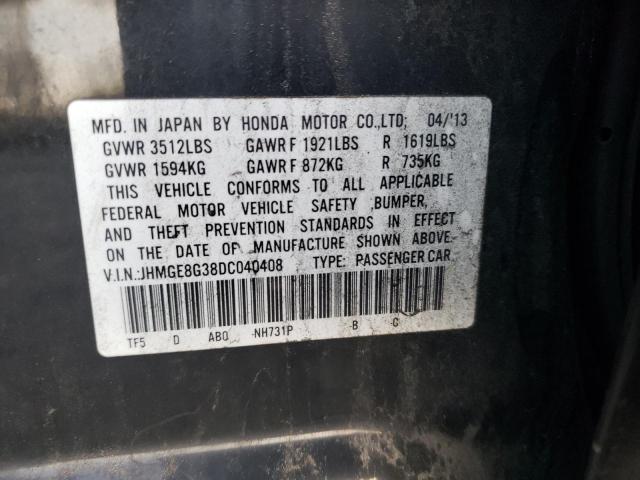 MFD. IN JAPAN BY HONDA MOTOR CO.,LTD; 04/'13
GVWR 3512LBS GAWR F 1921LBS R 1619LBS
GVWR 1594KG GAWR F 872KG R 735KG
THIS VEHICLE CONFORMS TO ALL APPLICABLE
FEDERAL MOTOR VEHICLE SAFETY BUMPER,
AND THEFT PREVENTION STANDARDS IN EFFECT
ON THE DATE OF MANUFACTURE SHOWN ABOVE.
V.I.N.:JHMGE8G38DC040408 TYPE: PASSENGER CAR
TF5 D AB0 NH731P B G